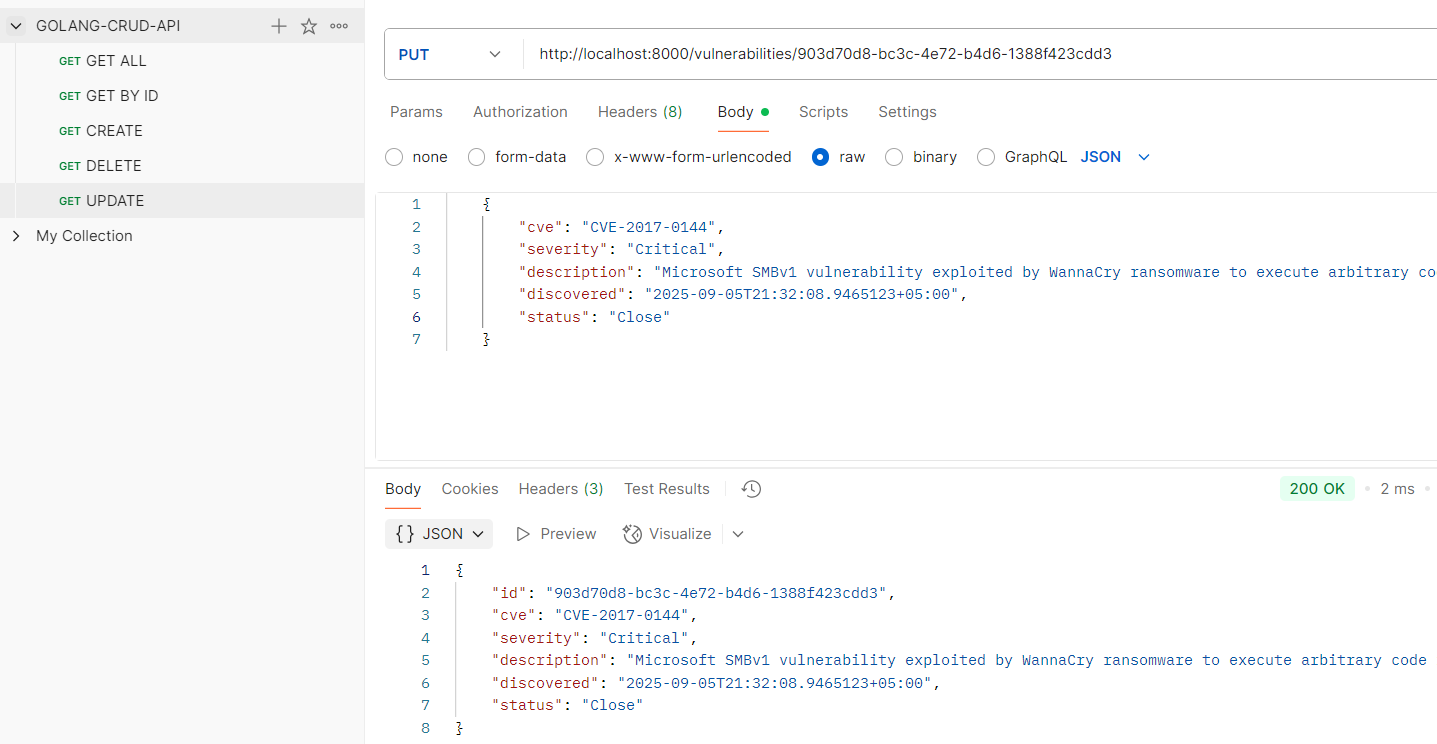 GOLANG-CRUD-API
GET GET ALL
GET GET BY ID
GET CREATE
GET DELETE
GET UPDATE
My Collection
PUT http://localhost:8000/vulnerabilities/903d70d8-bc3c-4e72-b4d6-1388f423cdd3
Params Authorization Headers (8) Body Scripts Settings
none form-data x-www-form-urlencoded raw binary GraphQL JSON
1 {
2 "cve": "CVE-2017-0144",
3 "severity": "Critical",
4 "description": "Microsoft SMBv1 vulnerability exploited by WannaCry ransomware to execute arbitrary co
5 "discovered": "2025-09-05T21:32:08.9465123+05:00",
6 "status": "Close"
7 }
Body Cookies Headers (3) Test Results 200 OK 2 ms
{} JSON Preview Visualize
1 {
2 "id": "903d70d8-bc3c-4e72-b4d6-1388f423cdd3",
3 "cve": "CVE-2017-0144",
4 "severity": "Critical",
5 "description": "Microsoft SMBv1 vulnerability exploited by WannaCry ransomware to execute arbitrary code
6 "discovered": "2025-09-05T21:32:08.9465123+05:00",
7 "status": "Close"
8 }